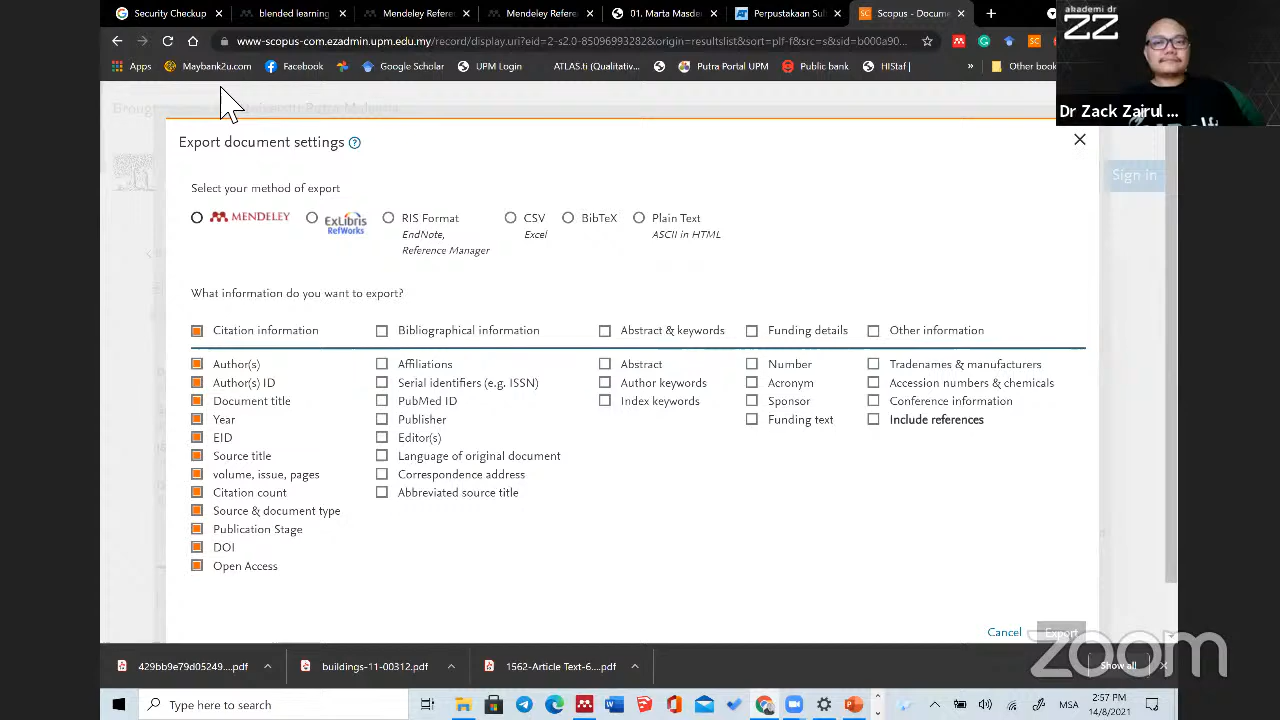 Security Checkup
blended learning
Mendeley Referenc
Mendeley Referenc
01. Marta Masder
Perpustakaan Sul
Scopus - Docume
www-scopus-com.ezadmin.upm.edu.my/record/display.uri?eid=2-s2.0-85096993282&origin=resultslist&sort=plf-f&src=s&sid=b000a90...
Apps
Maybank2u.com
Facebook
Google Scholar
UPM Login
ATLAS.ti (Qualitativ...
Putra Portal UPM
Public bank
HIStaf |
»
Other book
akademi dr
ZZ
Dr Zack Zairul ...
Export document settings
Sign in
Select your method of export
MENDELEY
ExLibris
RefWorks
RIS Format
EndNote,
Reference Manager
CSV
Excel
BibTeX
Plain Text
ASCII in HTML
What information do you want to export?
Citation information
Bibliographical information
Abstract & keywords
Funding details
Other information
Author(s)
Affiliations
Abstract
Number
Tradenames & manufacturers
Author(s) ID
Serial identifiers (e.g. ISSN)
Author keywords
Acronym
Accession numbers & chemicals
Document title
PubMed ID
Index keywords
Sponsor
Conference information
Year
Publisher
Funding text
Include references
EID
Editor(s)
Source title
Language of original document
volume, issue, pages
Correspondence address
Citation count
Abbreviated source title
Source & document type
Publication Stage
DOI
Open Access
Cancel
Export
zoom
429bb9e79d05249....pdf
buildings-11-00312.pdf
1562-Article Text-6....pdf
Show all
Type here to search
MSA
2:57 PM
14/8/2021